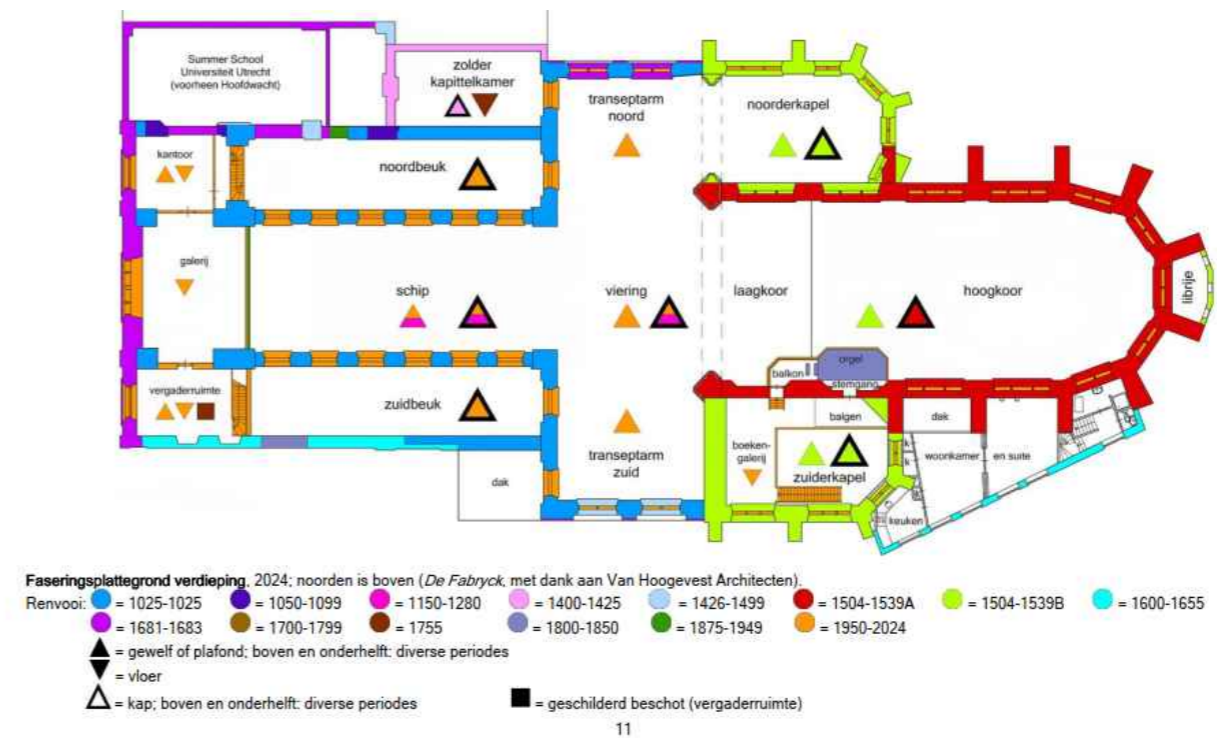 Summer School
Universiteit Utrecht
(voorheen Hoofdwacht)
zolder
kapittelkamer
transeptarm
noord
noorderkapel
kantoor
noordbeuk
galerij
schip
viering
laagkoor
hoogkoor
librije
vergaderruimte
zuidbeuk
balkon
orgel
stemgang
balgen
dak
transeptarm
zuid
boeken-
galerij
zuiderkapel
dak
woonkamer
en suite
keuken
Faseringsplattegrond verdieping, 2024; noorden is boven (De Fabryck, met dank aan Van Hoogevest Architecten).
Renvooi: = 1025-1025 = 1050-1099 = 1150-1280 = 1400-1425 = 1426-1499 = 1504-1539A = 1504-1539B = 1600-1655
= 1681-1683 = 1700-1799 = 1755 = 1800-1850 = 1875-1949 = 1950-2024
= gewelf of plafond; boven en onderhelft: diverse periodes
= vloer
= kap; boven en onderhelft: diverse periodes = geschilderd beschot (vergaderruimte)
11